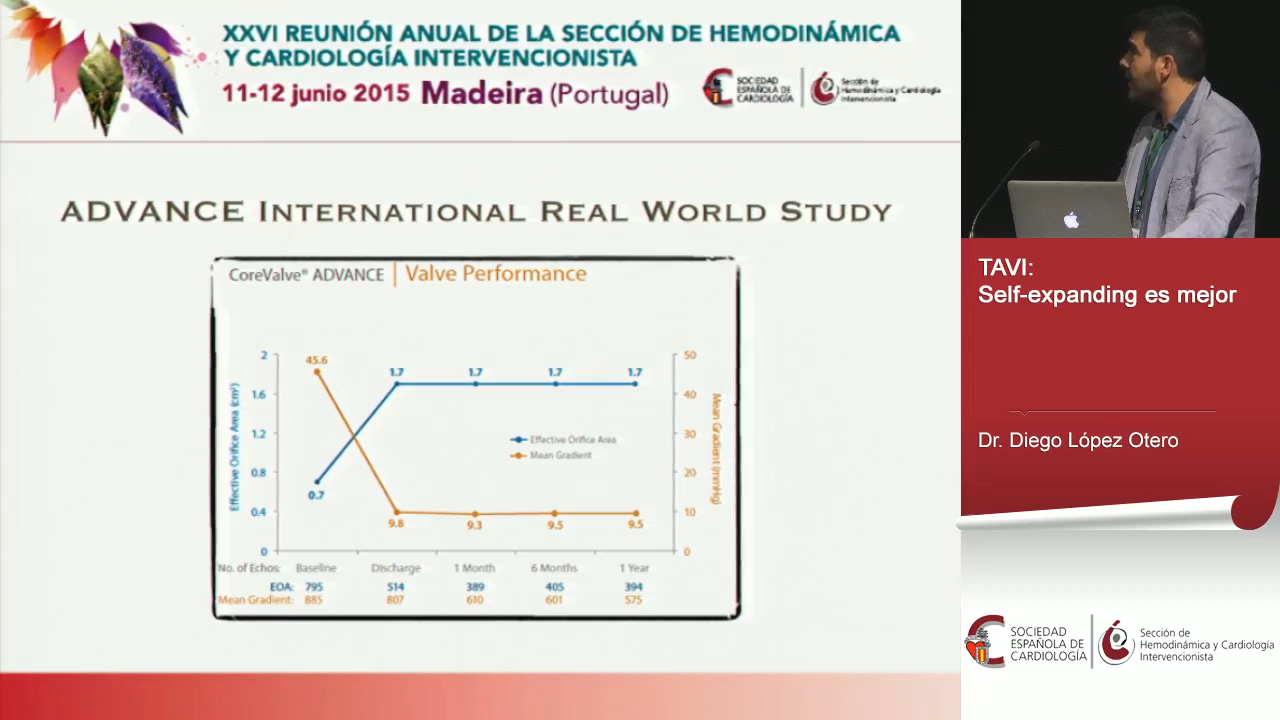 XXVI REUNIÓN ANUAL DE LA SECCIÓN DE HEMODINÁMICA
Y CARDIOLOGÍA INTERVENCIONISTA
11-12 junio 2015 Madeira (Portugal)
SOCIEDAD
ESPAÑOLA DE
CARDIOLOGÍA
Sección de
Hemodinámica y Cardiología
Intervencionista
ADVANCE INTERNATIONAL REAL WORLD STUDY
CoreValve® ADVANCE | Valve Performance
Effective Orifice Area (cm²)
2
1.6
1.2
0.8
0.4
0
45.6
1.7
1.7
1.7
1.7
0.7
9.8
9.3
9.5
9.5
Effective Orifice Area
Mean Gradient
50
40
30
20
10
0
Mean Gradient (mmHg)
No. of Echos: Baseline Discharge 1 Month 6 Months 1 Year
EOA: 795 514 389 405 394
Mean Gradient: 885 807 610 601 575
TAVI:
Self-expanding es mejor
Dr. Diego López Otero
SOCIEDAD
ESPAÑOLA DE
CARDIOLOGÍA
Sección de
Hemodinámica y Cardiología
Intervencionista